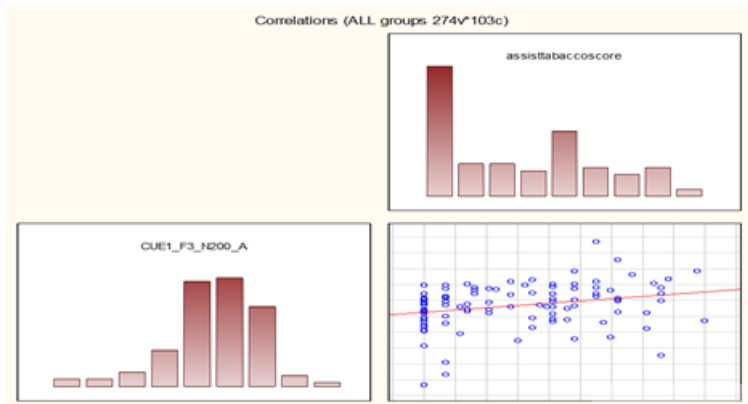 Correlations (ALL groups 274v*103c)
assisttabaccoscore
CUE1_F3_N200_A